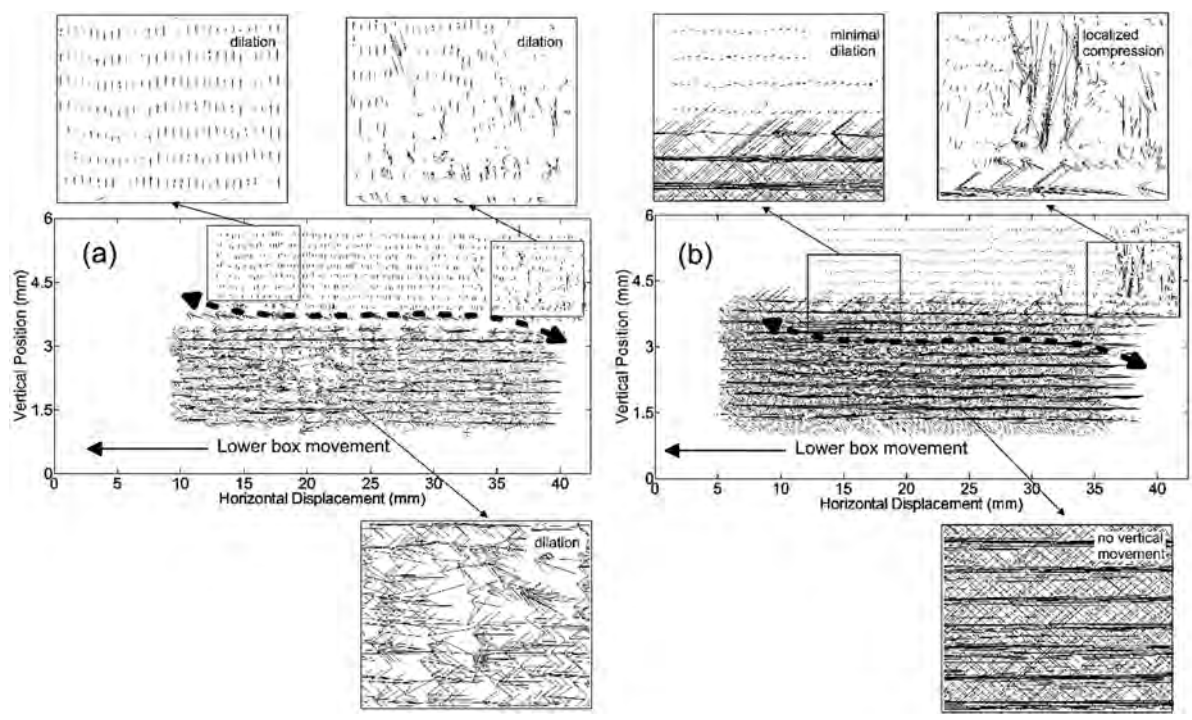 dilation
dilation
6
(a)
4.5
3
1.5
0
Vertical Position (mm)
Lower box movement
0 5 10 15 20 25 30 35 40
Horizontal Displacement (mm)
dilation
minimal
dilation
localized
compression
6
(b)
4.5
3
1.5
0
Vertical Position (mm)
Lower box movement
0 5 10 15 20 25 30 35 40
Horizontal Displacement (mm)
no vertical
movement